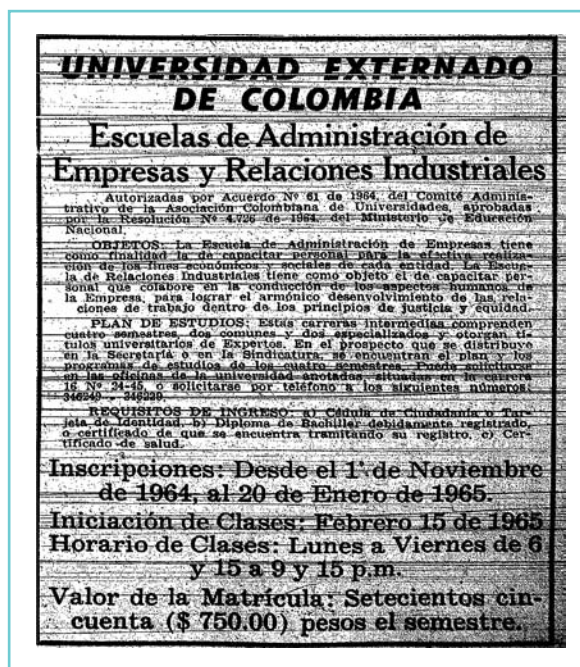 UNIVERSIDAD EXTERNADO
DE COLOMBIA
Escuelas de Administración de
Empresas y Relaciones Industriales
Autorizadas por Acuerdo Nº 61 de 1964, del Comité Adminis-
trativo de la Asociación Colombiana de Universidades, aprobadas
por la Resolución Nº 4.726 de 1964, del Ministerio de Educación
Nacional.
OBJETOS: La Escuela de Administración de Empresas tiene
como finalidad la de capacitar personal para la efectiva realiza-
ción de los fines económicos y sociales de cada entidad. La Escue-
la de Relaciones Industriales tiene como objeto el de capacitar per-
sonal que colabore en la conducción de los aspectos humanos de
la Empresa, para lograr el armónico desenvolvimiento de las rela-
ciones de trabajo dentro de los principios de justicia y equidad.
PLAN DE ESTUDIOS: Estas carreras intermedias comprenden
cuatro semestres, dos comunes y dos especializados y otorgan tí-
tulos universitarios de Expertos. En el prospecto que se distribuye
en la Secretaría o en la Sindicatura, se encuentran el plan y los
programas de estudios de los cuatro semestres. Puede solicitarse
en las oficinas de la universidad anotadas, situadas en la carrera
16 Nº 24-45, o solicitarse por teléfono a los siguientes números:
346249 - 346239.
REQUISITOS DE INGRESO: a) Cédula de Ciudadanía o Tar-
jeta de Identidad, b) Diploma de Bachiller debidamente registrado,
o certificado de que se encuentra tramitando su registro, c) Cer-
tificado de salud.
Inscripciones: Desde el 1º de Noviembre
de 1964, al 20 de Enero de 1965.
Iniciación de Clases: Febrero 15 de 1965
Horario de Clases: Lunes a Viernes de 6
y 15 a 9 y 15 p.m.
Valor de la Matrícula: Setecientos cin-
cuenta ($ 750.00) pesos el semestre.